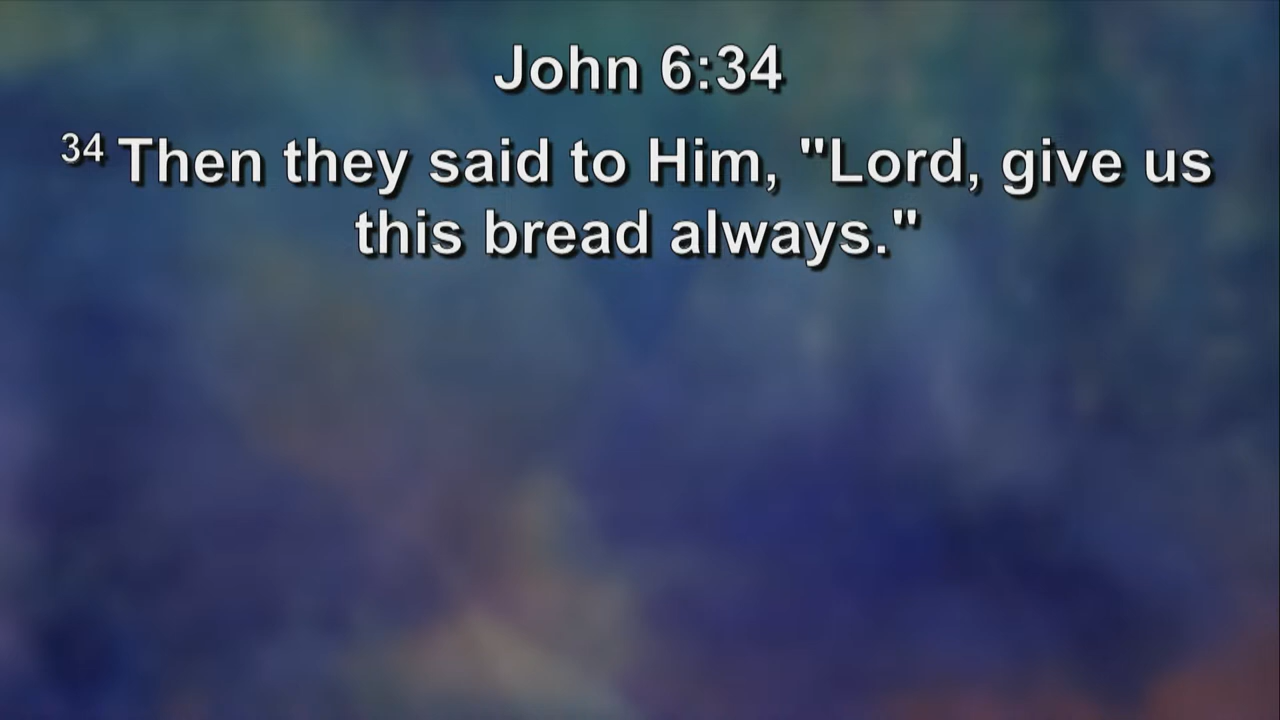 John 6:34
34 Then they said to Him, "Lord, give us
this bread always."